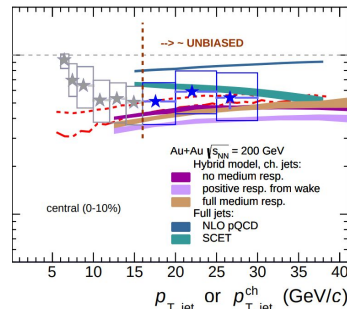 --> ~ UNBIASED
Au+Au √sNN = 200 GeV
Hybrid model, ch. jets:
no medium resp.
positive resp. from wake
full medium resp.
Full jets:
NLO pQCD
SCET
central (0-10%)
5 10 15 20 25 30 35 40
pT,jet or pchT,jet (GeV/c)